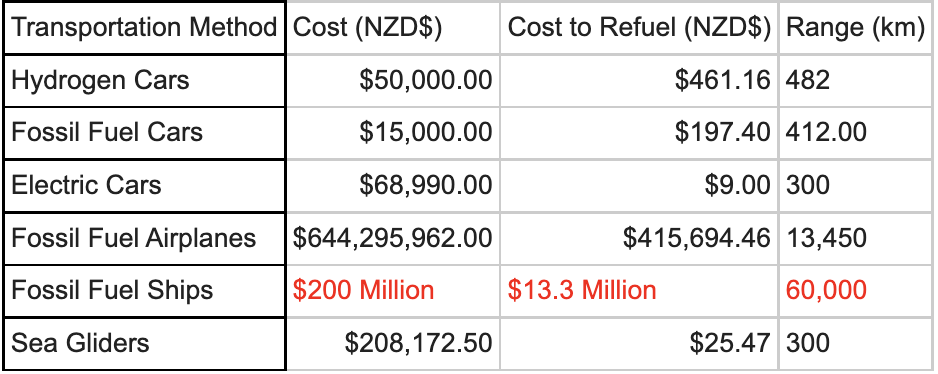 Transportation Method Cost (NZD$) Cost to Refuel (NZD$) Range (km)
Hydrogen Cars $50,000.00 $461.16 482
Fossil Fuel Cars $15,000.00 $197.40 412.00
Electric Cars $68,990.00 $9.00 300
Fossil Fuel Airplanes $644,295,962.00 $415,694.46 13,450
Fossil Fuel Ships $200 Million $13.3 Million 60,000
Sea Gliders $208,172.50 $25.47 300